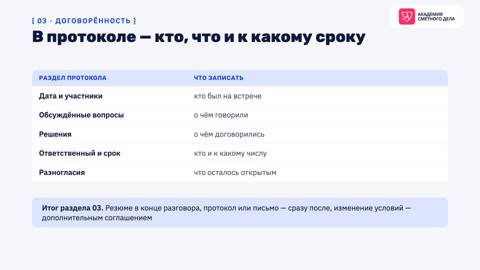 [ 03 · ДОГОВОРЁННОСТЬ ]
АКАДЕМИЯ
СМЕТНОГО ДЕЛА
В протоколе — кто, что и к какому сроку
РАЗДЕЛ ПРОТОКОЛА ЧТО ЗАПИСАТЬ
Дата и участники кто был на встрече
Обсуждённые вопросы о чём говорили
Решения о чём договорились
Ответственный и срок кто и к какому числу
Разногласия что осталось открытым
Итог раздела 03. Резюме в конце разговора, протокол или письмо — сразу после, изменение условий —
дополнительным соглашением